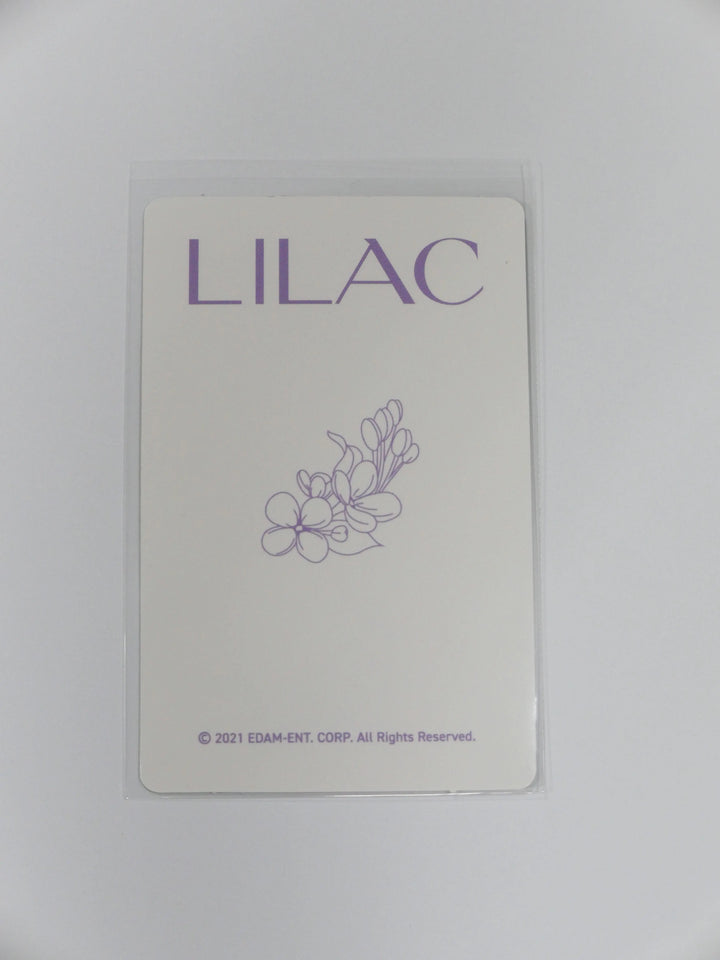 LILAC
© 2021 EDAM-ENT. CORP. All Rights Reserved.